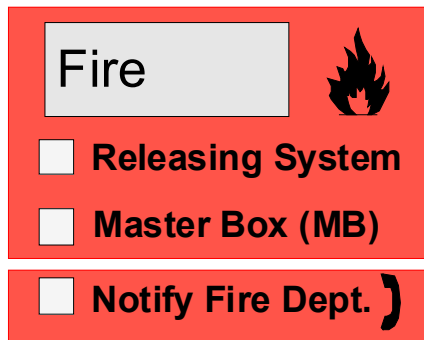 Fire
Releasing System
Master Box (MB)
Notify Fire Dept.